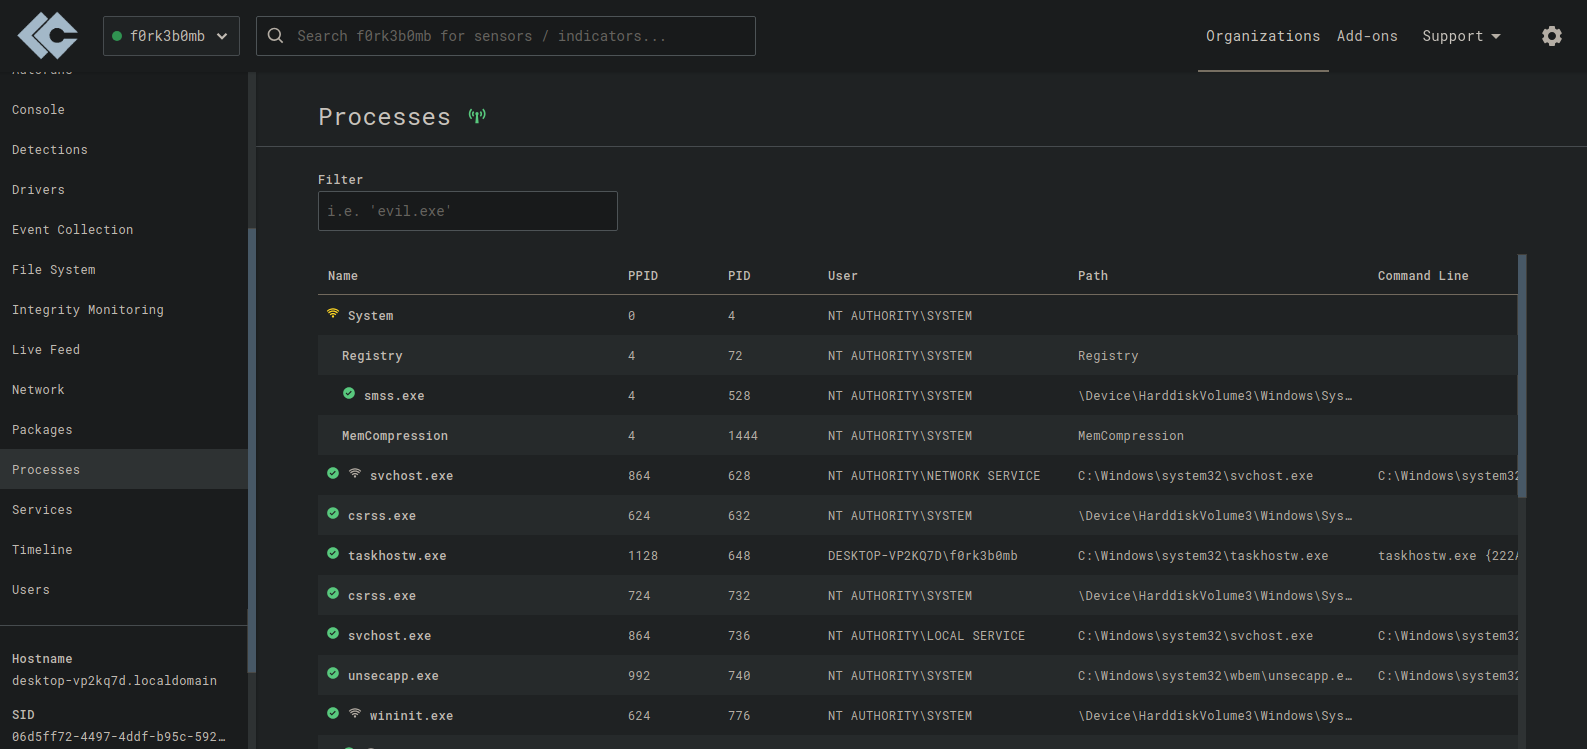 f0rk3b0mb
Search f0rk3b0mb for sensors / indicators...
Organizations Add-ons Support
Console
Detections
Drivers
Event Collection
File System
Integrity Monitoring
Live Feed
Network
Packages
Processes
Services
Timeline
Users
Hostname
desktop-vp2kq7d.localdomain
SID
06d5ff72-4497-4ddf-b95c-592…
Processes
Filter
i.e. 'evil.exe'
Name PPID PID User Path Command Line
System 0 4 NT AUTHORITY\SYSTEM
Registry 4 72 NT AUTHORITY\SYSTEM Registry
smss.exe 4 528 NT AUTHORITY\SYSTEM \Device\HarddiskVolume3\Windows\Sys…
MemCompression 4 1444 NT AUTHORITY\SYSTEM MemCompression
svchost.exe 864 628 NT AUTHORITY\NETWORK SERVICE C:\Windows\system32\svchost.exe C:\Windows\system32
csrss.exe 624 632 NT AUTHORITY\SYSTEM \Device\HarddiskVolume3\Windows\Sys…
taskhostw.exe 1128 648 DESKTOP-VP2KQ7D\f0rk3b0mb C:\Windows\system32\taskhostw.exe taskhostw.exe {222A
csrss.exe 724 732 NT AUTHORITY\SYSTEM \Device\HarddiskVolume3\Windows\Sys…
svchost.exe 864 736 NT AUTHORITY\LOCAL SERVICE C:\Windows\system32\svchost.exe C:\Windows\system32
unsecapp.exe 992 740 NT AUTHORITY\SYSTEM C:\Windows\system32\wbem\unsecapp.e… C:\Windows\system32
wininit.exe 624 776 NT AUTHORITY\SYSTEM \Device\HarddiskVolume3\Windows\Sys…